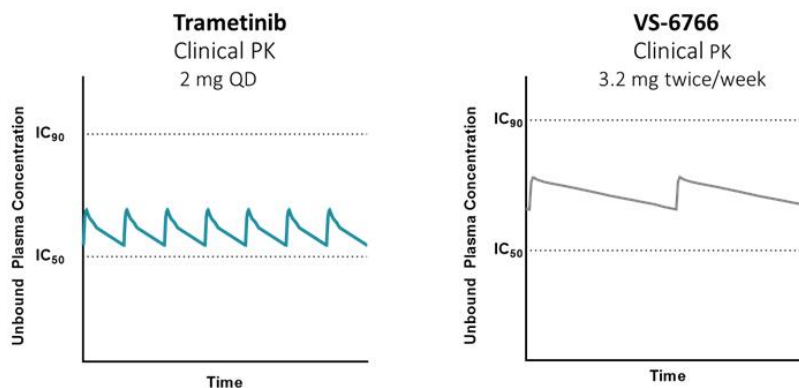 Trametinib
Clinical PK
2 mg QD
IC90
IC50
Unbound Plasma Concentration
Time
VS-6766
Clinical PK
3.2 mg twice/week
IC90
IC50
Unbound Plasma Concentration
Time